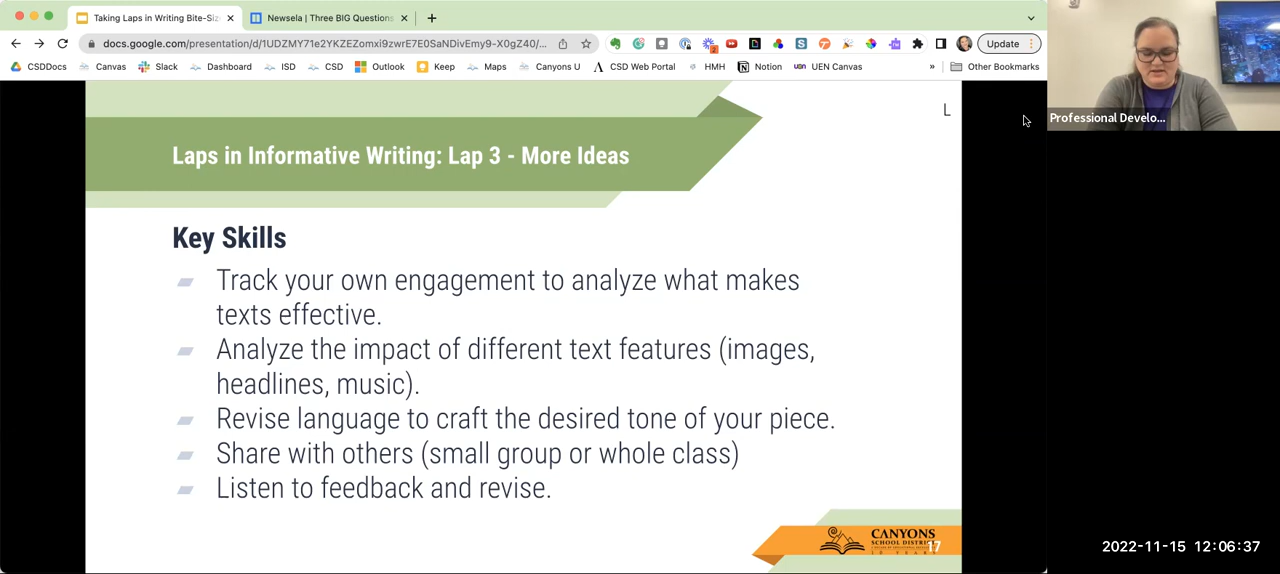 Taking Laps in Writing Bite-Siz
Newsela | Three BIG Questions
docs.google.com/presentation/d/1UDZMY71e2YKZEZomxi9zwrE7E0SaNDivEmy9-X0gZ40/...
Update
CSDDocs
Canvas
Slack
Dashboard
ISD
CSD
Outlook
Keep
Maps
Canyons U
CSD Web Portal
HMH
Notion
UEN Canvas
»
Other Bookmarks
Professional Develo...
L
Laps in Informative Writing: Lap 3 - More Ideas
Key Skills
Track your own engagement to analyze what makes
texts effective.
Analyze the impact of different text features (images,
headlines, music).
Revise language to craft the desired tone of your piece.
Share with others (small group or whole class)
Listen to feedback and revise.
CANYONS
SCHOOL DISTRICT
17
2022-11-15 12:06:37